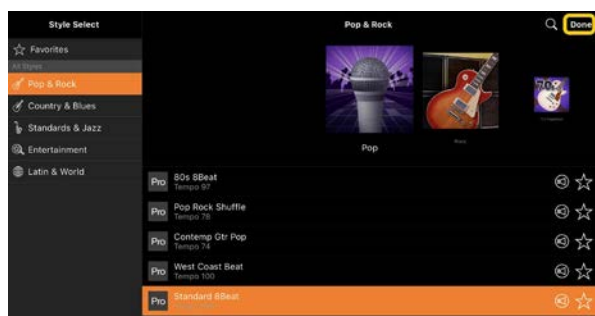 Style Select
Pop & Rock
Done
Favorites
All Styles
Pop & Rock
Country & Blues
Standards & Jazz
Entertainment
Latin & World
70s
Pop
Rock
Pro
80s 8Beat
Tempo 97
Pro
Pop Rock Shuffle
Tempo 78
Pro
Contemp Gtr Pop
Tempo 74
Pro
West Coast Beat
Tempo 100
Pro
Standard 8Beat